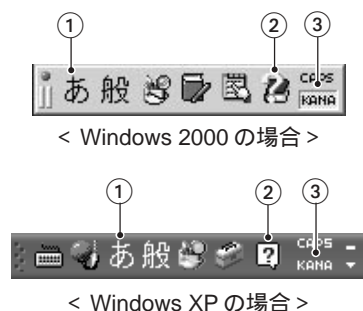 ① ② ③
あ 般 CAPS
KANA
< Windows 2000 の場合 >
① ② ③
あ 般 ? CAPS
KANA
< Windows XP の場合 >